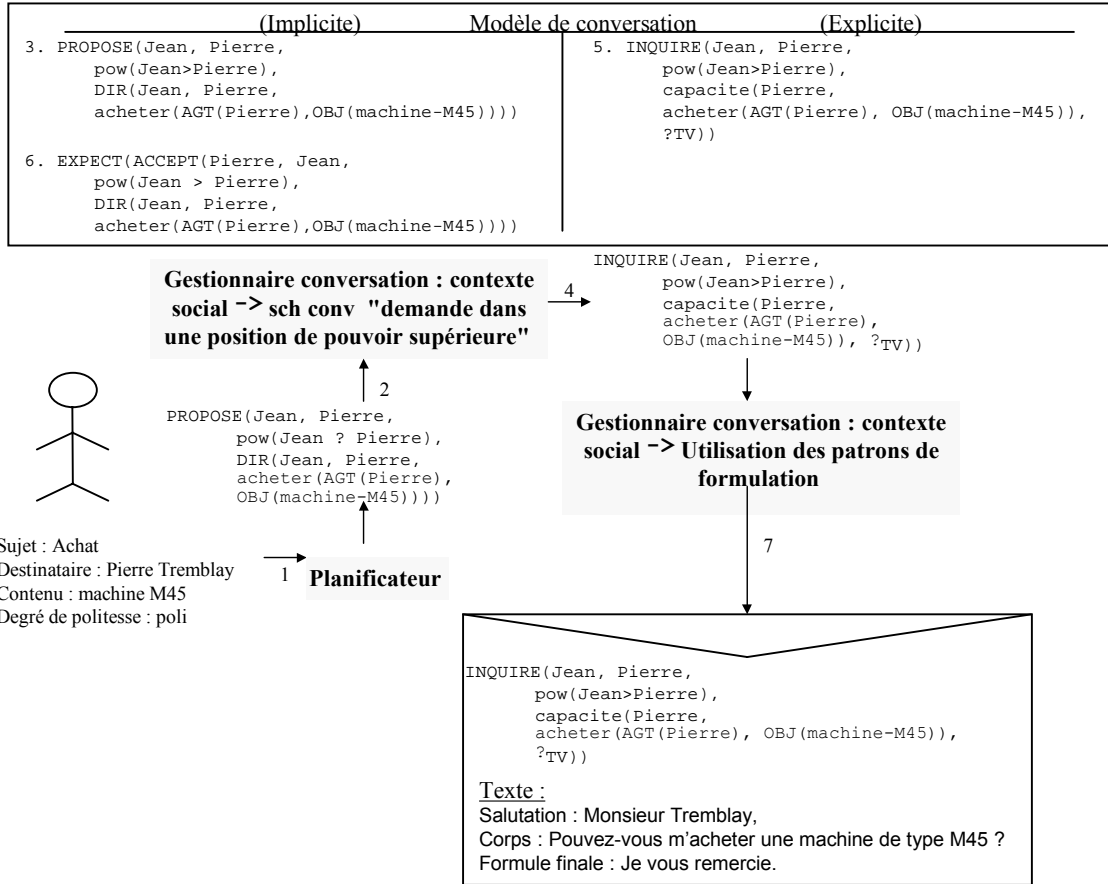 (Implicite) Modèle de conversation (Explicite)
3. PROPOSE(Jean, Pierre,
pow(Jean>Pierre),
DIR(Jean, Pierre,
acheter(AGT(Pierre),OBJ(machine-M45))))
6. EXPECT(ACCEPT(Pierre, Jean,
pow(Jean > Pierre),
DIR(Jean, Pierre,
acheter(AGT(Pierre),OBJ(machine-M45))))
5. INQUIRE(Jean, Pierre,
pow(Jean>Pierre),
capacite(Pierre,
acheter(AGT(Pierre), OBJ(machine-M45)),
?TV))
Gestionnaire conversation : contexte
social -> sch conv "demande dans
une position de pouvoir supérieure"
4
INQUIRE(Jean, Pierre,
pow(Jean>Pierre),
capacite(Pierre,
acheter(AGT(Pierre),
OBJ(machine-M45)), ?TV))
2
PROPOSE(Jean, Pierre,
pow(Jean ? Pierre),
DIR(Jean, Pierre,
acheter(AGT(Pierre),
OBJ(machine-M45))))
Gestionnaire conversation : contexte
social -> Utilisation des patrons de
formulation
Sujet : Achat
Destinataire : Pierre Tremblay
Contenu : machine M45
Degré de politesse : poli
1
Planificateur
7
INQUIRE(Jean, Pierre,
pow(Jean>Pierre),
capacite(Pierre,
acheter(AGT(Pierre), OBJ(machine-M45)),
?TV))
Texte :
Salutation : Monsieur Tremblay,
Corps : Pouvez-vous m’acheter une machine de type M45 ?
Formule finale : Je vous remercie.